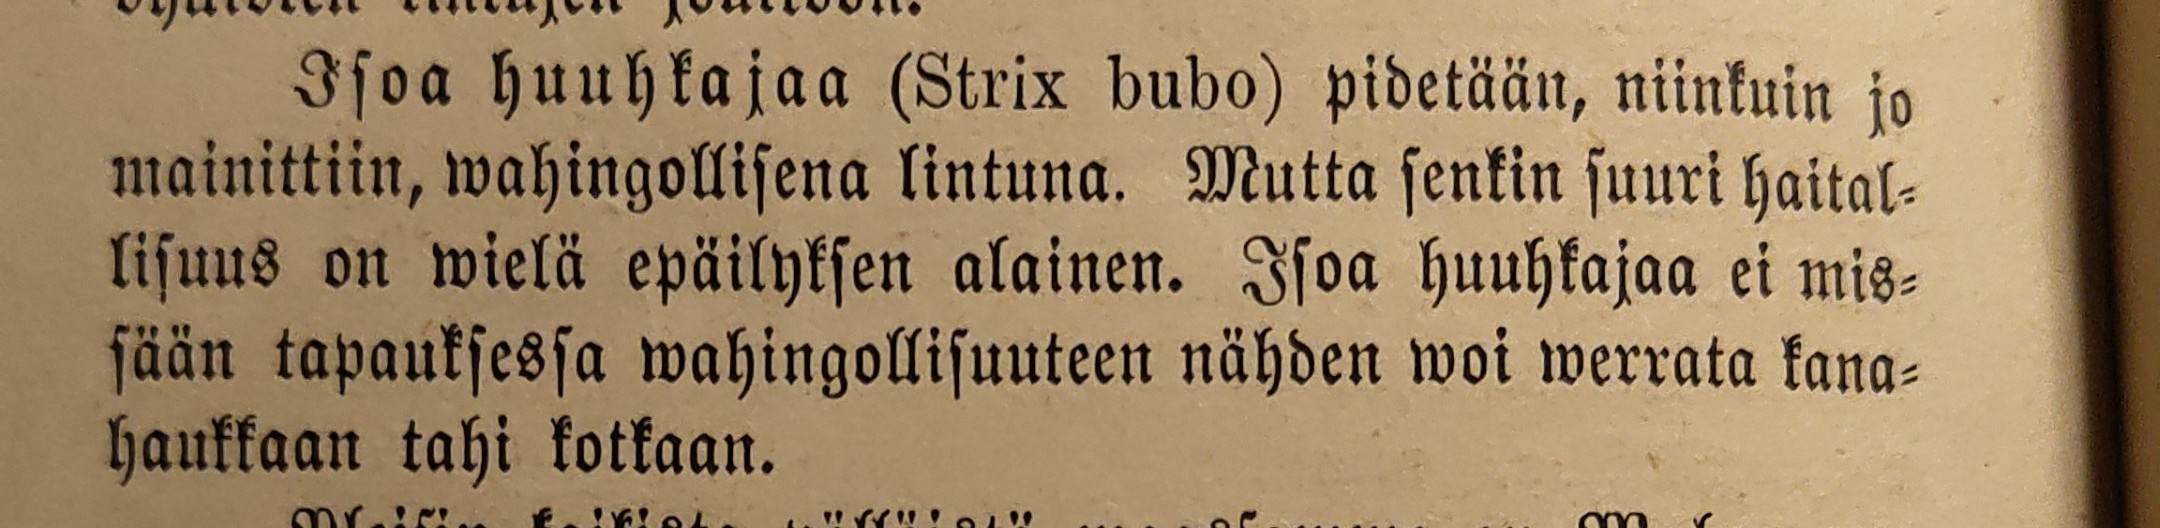 Isoa huuhkajaa (Strix bubo) pidetään, niinkuin jo
mainittiin, wahingollisena lintuna. Mutta senkin suuri haital-
lisuus on wielä epäilyksen alainen. Isoa huuhkajaa ei mis-
sään tapauksessa wahingollisuuteen nähden woi werrata kana-
haukkaan tahi kotkaan.